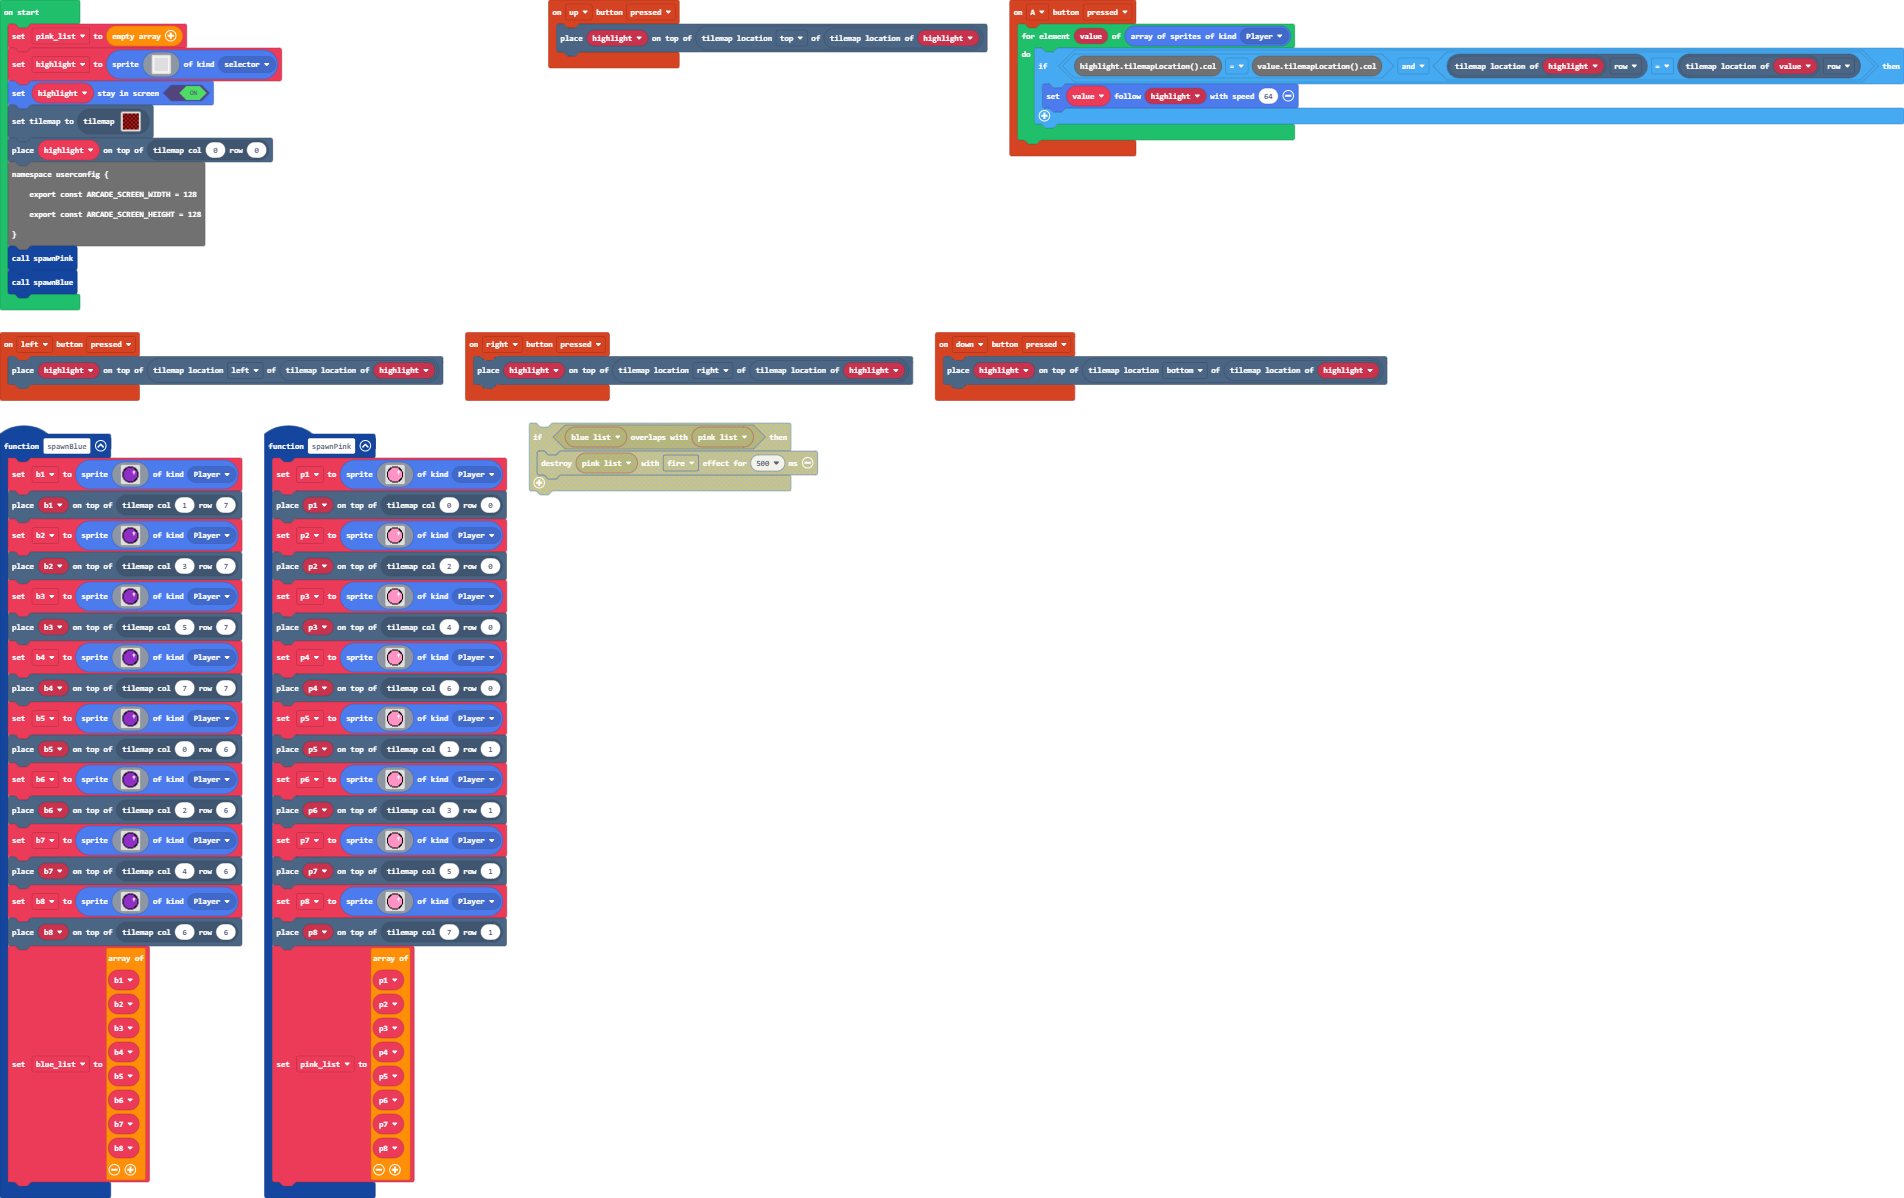 on start
set pink_list to empty array
set highlight to sprite of kind selector
set highlight stay in screen ON
set tilemap to tilemap
place highlight on top of tilemap col 0 row 0
namespace userconfig {
export const ARCADE_SCREEN_WIDTH = 128
export const ARCADE_SCREEN_HEIGHT = 128
}
call spawnPink
call spawnBlue
on up button pressed
place highlight on top of tilemap location top of tilemap location of highlight
on A button pressed
for element value of array of sprites of kind Player
do
if highlight.tilemapLocation().col = value.tilemapLocation().col and tilemap location of highlight row = tilemap location of value row then
set value follow highlight with speed 64
on left button pressed
place highlight on top of tilemap location left of tilemap location of highlight
on right button pressed
place highlight on top of tilemap location right of tilemap location of highlight
on down button pressed
place highlight on top of tilemap location bottom of tilemap location of highlight
function spawnBlue
set b1 to sprite of kind Player
place b1 on top of tilemap col 1 row 7
set b2 to sprite of kind Player
place b2 on top of tilemap col 3 row 7
set b3 to sprite of kind Player
place b3 on top of tilemap col 5 row 7
set b4 to sprite of kind Player
place b4 on top of tilemap col 7 row 7
set b5 to sprite of kind Player
place b5 on top of tilemap col 0 row 6
set b6 to sprite of kind Player
place b6 on top of tilemap col 2 row 6
set b7 to sprite of kind Player
place b7 on top of tilemap col 4 row 6
set b8 to sprite of kind Player
place b8 on top of tilemap col 6 row 6
set blue_list to array of
b1
b2
b3
b4
b5
b6
b7
b8
function spawnPink
set p1 to sprite of kind Player
place p1 on top of tilemap col 0 row 0
set p2 to sprite of kind Player
place p2 on top of tilemap col 2 row 0
set p3 to sprite of kind Player
place p3 on top of tilemap col 4 row 0
set p4 to sprite of kind Player
place p4 on top of tilemap col 6 row 0
set p5 to sprite of kind Player
place p5 on top of tilemap col 1 row 1
set p6 to sprite of kind Player
place p6 on top of tilemap col 3 row 1
set p7 to sprite of kind Player
place p7 on top of tilemap col 5 row 1
set p8 to sprite of kind Player
place p8 on top of tilemap col 7 row 1
set pink_list to array of
p1
p2
p3
p4
p5
p6
p7
p8
if blue list overlaps with pink list then
destroy pink list with fire effect for 500 ms